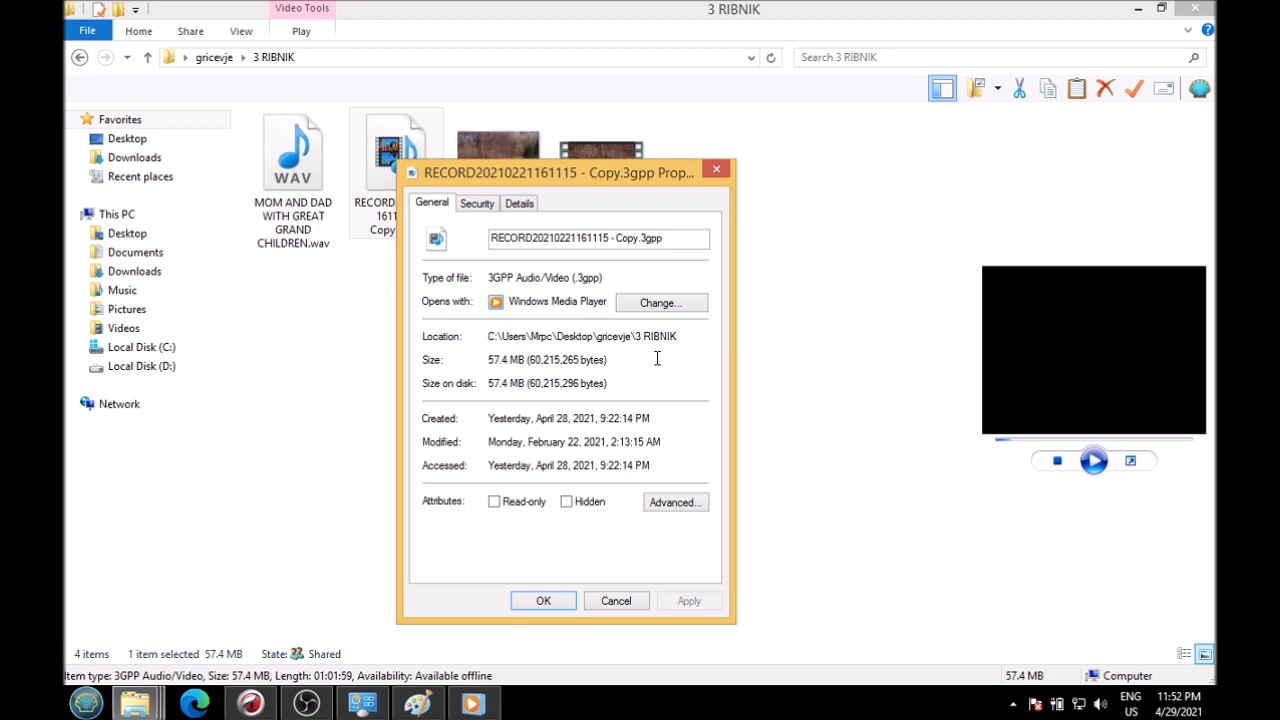 Video Tools
3 RIBNIK
File
Home
Share
View
Play
gricevje
3 RIBNIK
Search 3 RIBNIK
Favorites
Desktop
Downloads
Recent places
This PC
Desktop
Documents
Downloads
Music
Pictures
Videos
Local Disk (C:)
Local Disk (D:)
Network
WAV
MOM AND DAD
WITH GREAT
GRAND
CHILDREN.wav
RECORD20210221161115 - Copy.3gpp Prop...
General
Security
Details
RECORD20210221161115 - Copy.3gpp
Type of file: 3GPP Audio/Video (.3gpp)
Opens with: Windows Media Player Change...
Location: C:\Users\Mrpc\Desktop\gricevje\3 RIBNIK
Size: 57.4 MB (60,215,265 bytes)
Size on disk: 57.4 MB (60,215,296 bytes)
Created: Yesterday, April 28, 2021, 9:22:14 PM
Modified: Monday, February 22, 2021, 2:13:15 AM
Accessed: Yesterday, April 28, 2021, 9:22:14 PM
Attributes: Read-only Hidden Advanced...
OK Cancel Apply
4 items 1 item selected 57.4 MB State: Shared
Item type: 3GPP Audio/Video, Size: 57.4 MB, Length: 01:01:59, Availability: Available offline
57.4 MB
Computer
ENG
US
11:52 PM
4/29/2021